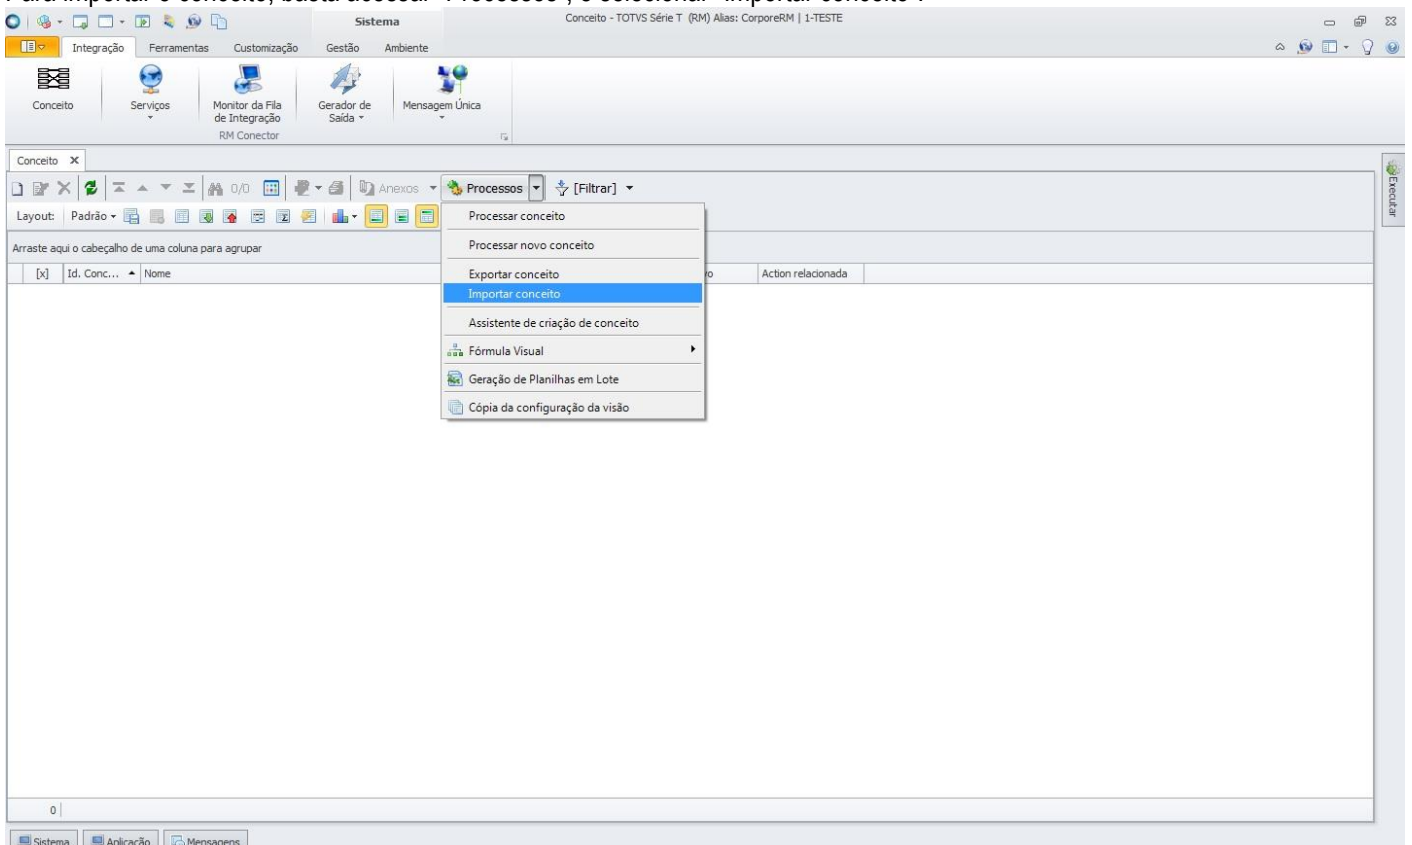 Para importar o conceito, basta acessar "Processos", e selecionar "Importar conceito".
Sistema
Conceito - TOTVS Série T (RM) Alias: CorporeRM | 1-TESTE
Integração Ferramentas Customização Gestão Ambiente
Conceito
Serviços
Monitor da Fila
de Integração
Gerador de
Saída
Mensagem Única
RM Conector
Conceito X
0/0 Anexos Processos [Filtrar]
Executar
Layout: Padrão
Processar conceito
Processar novo conceito
Arraste aqui o cabeçalho de uma coluna para agrupar
[x] Id. Conc... Nome
Action relacionada
Exportar conceito
Importar conceito
Assistente de criação de conceito
Fórmula Visual
Geração de Planilhas em Lote
Cópia da configuração da visão
0
Sistema Aplicação Mensagens